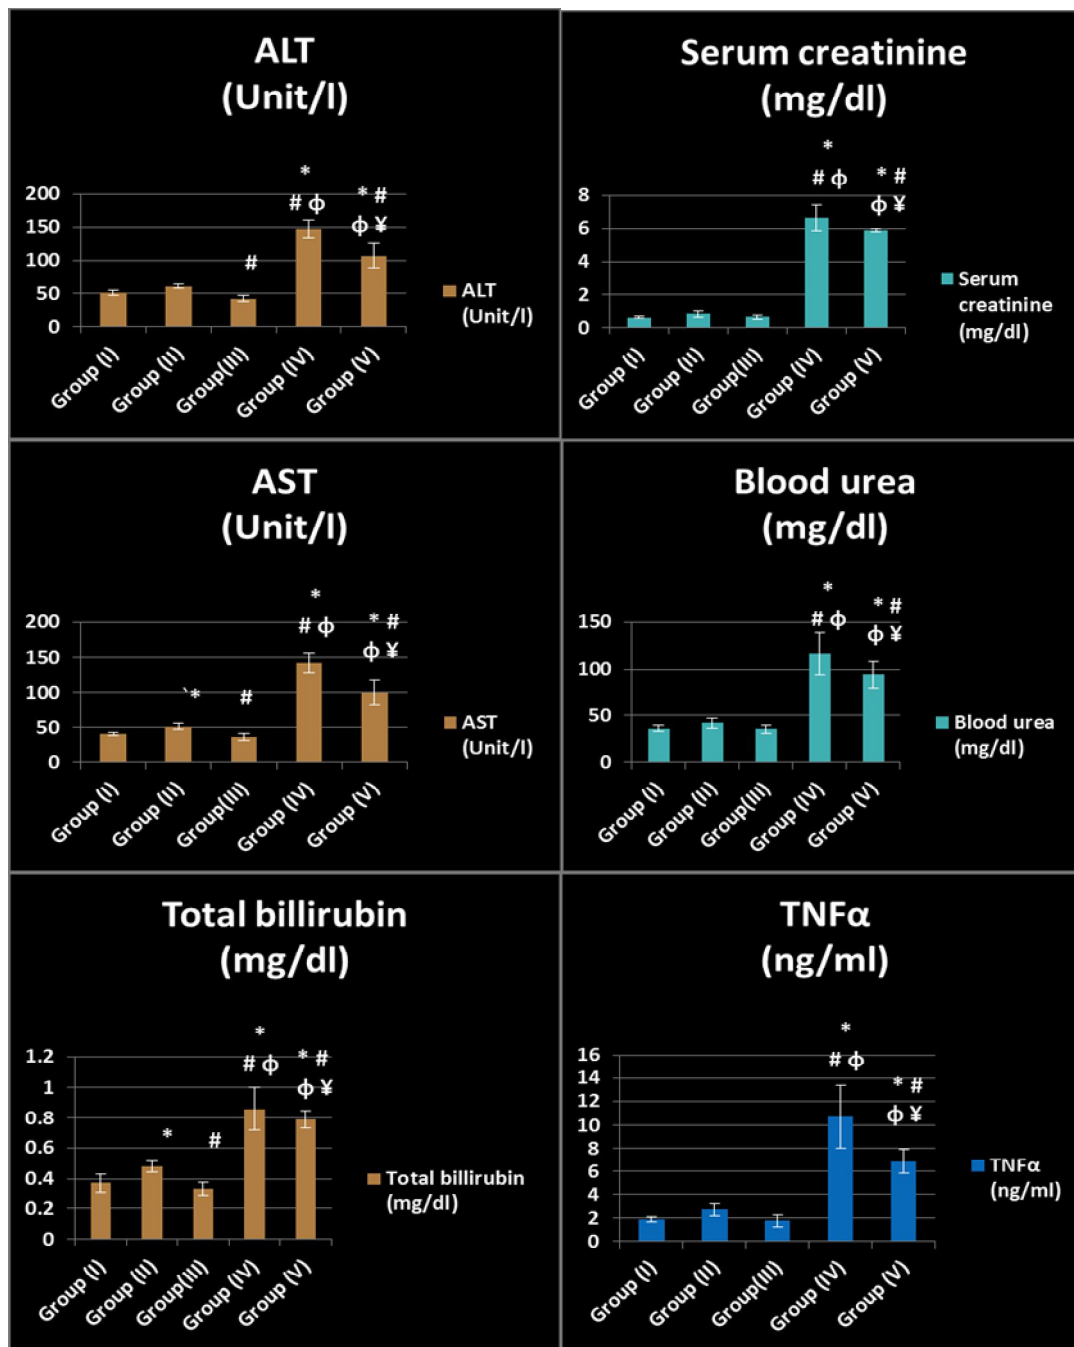 ALT
(Unit/l)
*
# ф
* #
ф ¥
#
200
150
100
50
0
Group (I)
Group (II)
Group(III)
Group (IV)
Group (V)
ALT
(Unit/l)
Serum creatinine
(mg/dl)
*
# ф
* #
ф ¥
8
6
4
2
0
Group (I)
Group (II)
Group(III)
Group (IV)
Group (V)
Serum
creatinine
(mg/dl)
AST
(Unit/l)
*
# ф
* #
ф ¥
`*
#
200
150
100
50
0
Group (I)
Group (II)
Group(III)
Group (IV)
Group (V)
AST
(Unit/l)
Blood urea
(mg/dl)
*
# ф
* #
ф ¥
150
100
50
0
Group (I)
Group (II)
Group(III)
Group (IV)
Group (V)
Blood urea
(mg/dl)
Total billirubin
(mg/dl)
*
# ф
* #
ф ¥
*
#
1.2
1
0.8
0.6
0.4
0.2
0
Group (I)
Group (II)
Group(III)
Group (IV)
Group (V)
Total billirubin
(mg/dl)
TNFα
(ng/ml)
*
# ф
* #
ф ¥
16
14
12
10
8
6
4
2
0
Group (I)
Group (II)
Group(III)
Group (IV)
Group (V)
TNFα
(ng/ml)